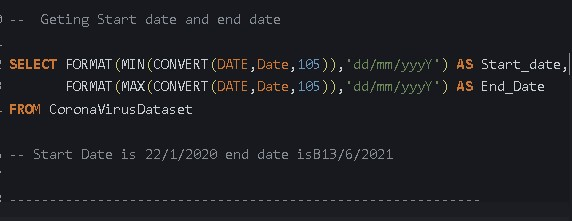 -- Geting Start date and end date
SELECT FORMAT(MIN(CONVERT(DATE,Date,105)),'dd/mm/yyyY') AS Start_date,
FORMAT(MAX(CONVERT(DATE,Date,105)),'dd/mm/yyyY') AS End_Date
FROM CoronaVirusDataset
-- Start Date is 22/1/2020 end date isB13/6/2021
--------------------------------------------------------